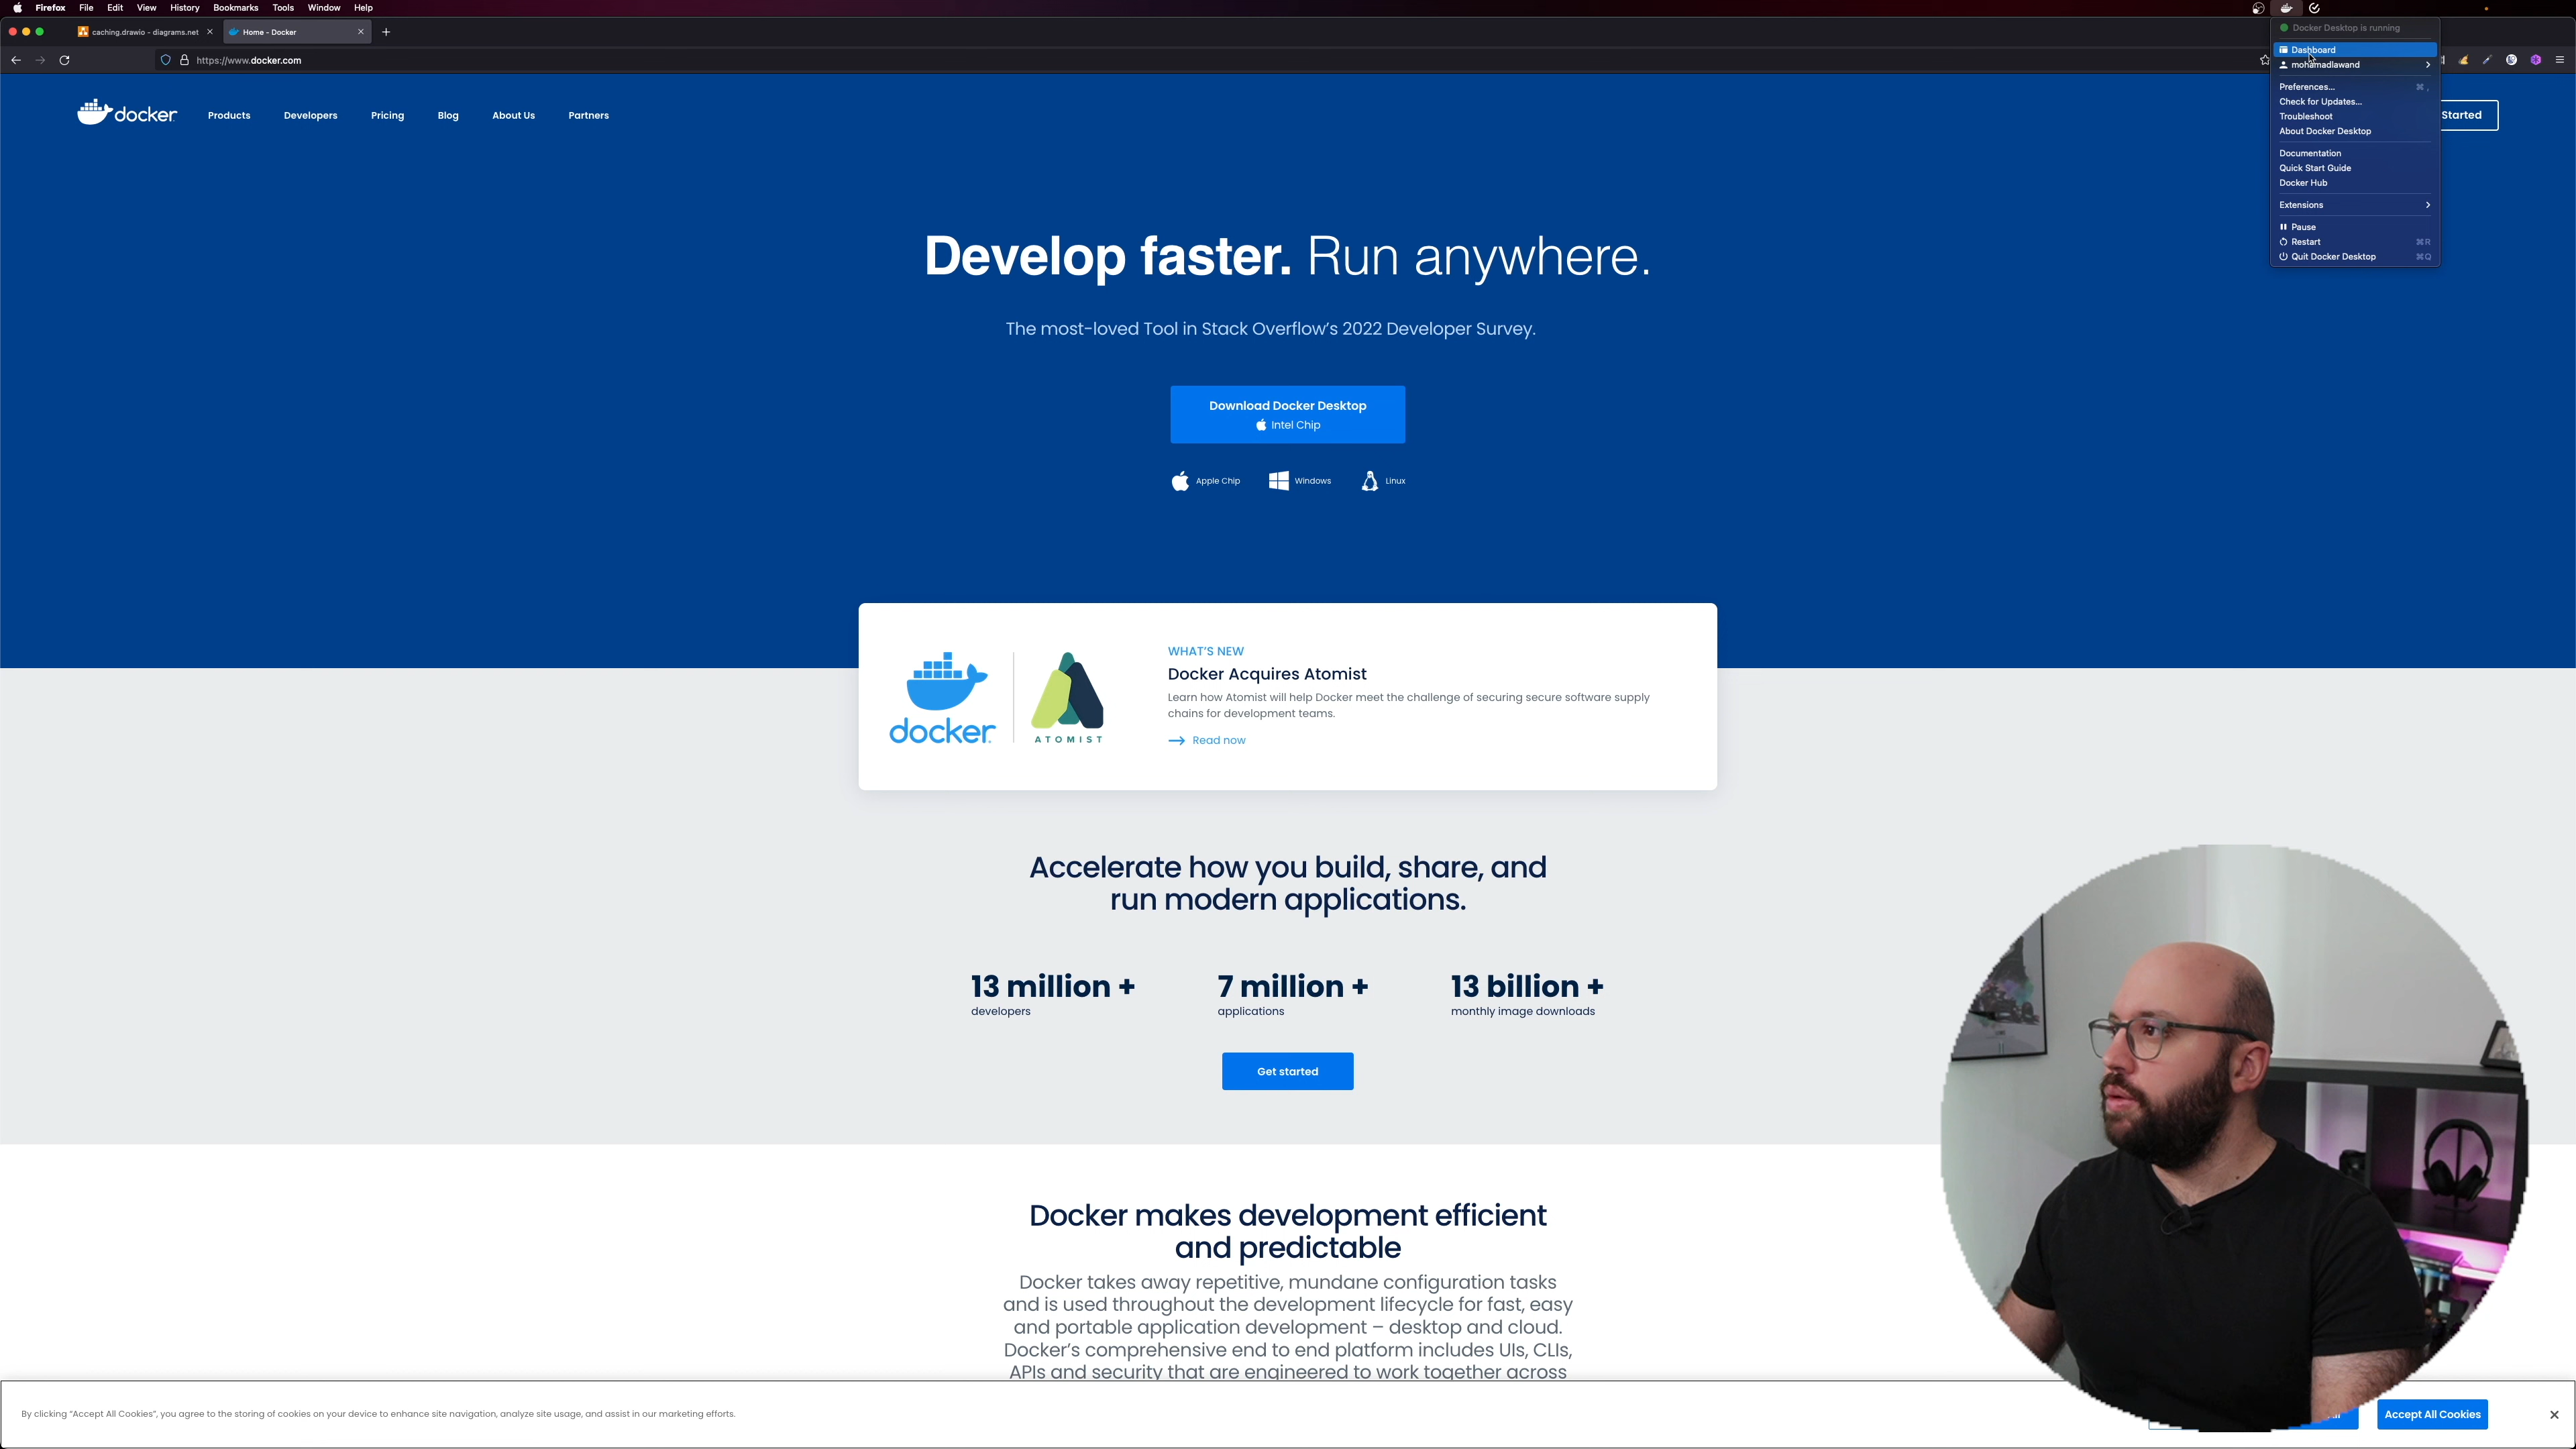 Firefox File Edit View History Bookmarks Tools Window Help
caching.drawio - diagrams.net
Home - Docker
https://www.docker.com
Docker Desktop is running
Dashboard
mohamadlawand
Preferences... ⌘ ,
Check for Updates...
Troubleshoot
About Docker Desktop
Documentation
Quick Start Guide
Docker Hub
Extensions
Pause
Restart ⌘R
Quit Docker Desktop ⌘Q
docker
Products Developers Pricing Blog About Us Partners
Started
Develop faster. Run anywhere.
The most-loved Tool in Stack Overflow’s 2022 Developer Survey.
Download Docker Desktop
Intel Chip
Apple Chip Windows Linux
docker
ATOMIST
WHAT’S NEW
Docker Acquires Atomist
Learn how Atomist will help Docker meet the challenge of securing secure software supply
chains for development teams.
Read now
Accelerate how you build, share, and
run modern applications.
13 million + 7 million + 13 billion +
developers applications monthly image downloads
Get started
Docker makes development efficient
and predictable
Docker takes away repetitive, mundane configuration tasks
and is used throughout the development lifecycle for fast, easy
and portable application development – desktop and cloud.
Docker’s comprehensive end to end platform includes UIs, CLIs,
APIs and security that are engineered to work together across
By clicking “Accept All Cookies”, you agree to the storing of cookies on your device to enhance site navigation, analyze site usage, and assist in our marketing efforts.
Accept All Cookies